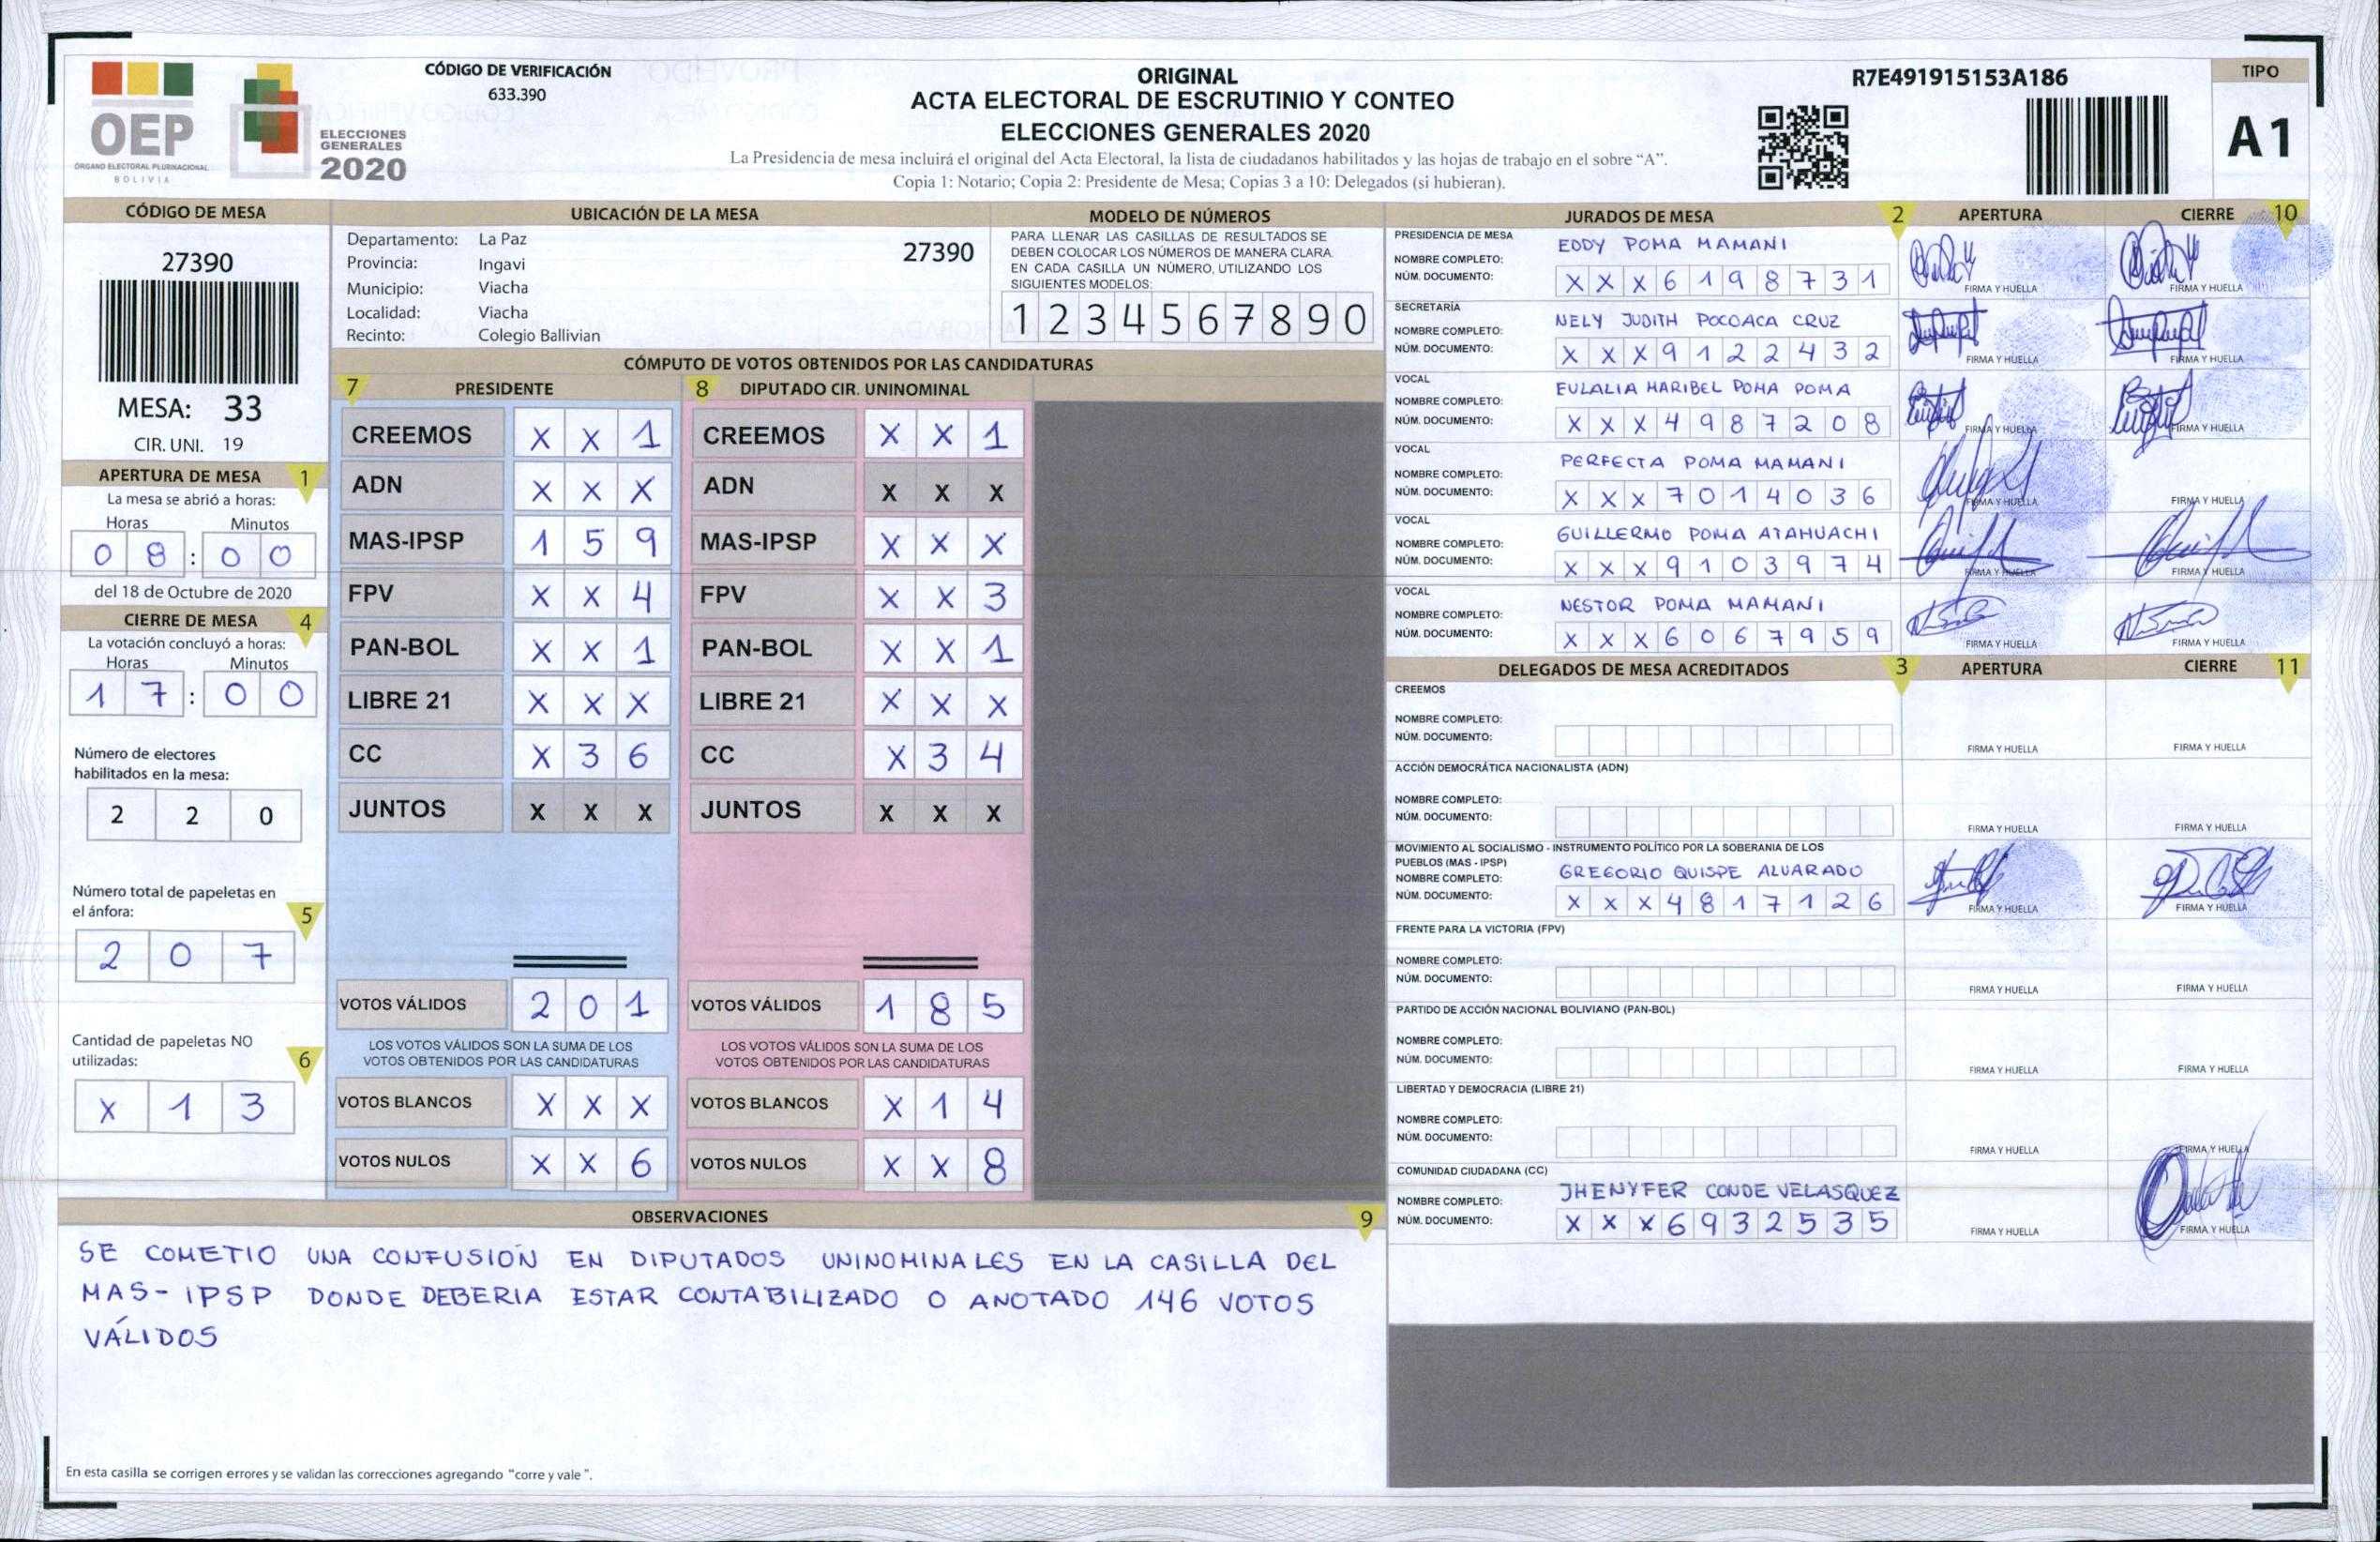 OEP
ÓRGANO ELECTORAL PLURINACIONAL
BOLIVIA
ELECCIONES
GENERALES
2020
CÓDIGO DE VERIFICACIÓN
633.390
ORIGINAL
ACTA ELECTORAL DE ESCRUTINIO Y CONTEO
ELECCIONES GENERALES 2020
La Presidencia de mesa incluirá el original del Acta Electoral, la lista de ciudadanos habilitados y las hojas de trabajo en el sobre "A".
Copia 1: Notario; Copia 2: Presidente de Mesa; Copias 3 a 10: Delegados (si hubieran).
R7E491915153A186
TIPO
A1
CÓDIGO DE MESA
27390
MESA: 33
CIR. UNI. 19
APERTURA DE MESA 1
La mesa se abrió a horas:
Horas Minutos
0 8 : 0 0
del 18 de Octubre de 2020
CIERRE DE MESA 4
La votación concluyó a horas:
Horas Minutos
1 7 : 0 0
Número de electores
habilitados en la mesa:
2 2 0
Número total de papeletas en
el ánfora: 5
2 0 7
Cantidad de papeletas NO
utilizadas: 6
X 1 3
UBICACIÓN DE LA MESA
Departamento: La Paz
27390
Provincia: Ingavi
Municipio: Viacha
Localidad: Viacha
Recinto: Colegio Ballivian
MODELO DE NÚMEROS
PARA LLENAR LAS CASILLAS DE RESULTADOS SE
DEBEN COLOCAR LOS NÚMEROS DE MANERA CLARA.
EN CADA CASILLA UN NÚMERO, UTILIZANDO LOS
SIGUIENTES MODELOS:
1 2 3 4 5 6 7 8 9 0
CÓMPUTO DE VOTOS OBTENIDOS POR LAS CANDIDATURAS
7 PRESIDENTE
CREEMOS X X 1
ADN X X X
MAS-IPSP 1 5 9
FPV X X 4
PAN-BOL X X 1
LIBRE 21 X X X
CC X 3 6
JUNTOS X X X
VOTOS VÁLIDOS 2 0 1
LOS VOTOS VÁLIDOS SON LA SUMA DE LOS
VOTOS OBTENIDOS POR LAS CANDIDATURAS
VOTOS BLANCOS X X X
VOTOS NULOS X X 6
8 DIPUTADO CIR. UNINOMINAL
CREEMOS X X 1
ADN X X X
MAS-IPSP X X X
FPV X X 3
PAN-BOL X X 1
LIBRE 21 X X X
CC X 3 4
JUNTOS X X X
VOTOS VÁLIDOS 1 8 5
LOS VOTOS VÁLIDOS SON LA SUMA DE LOS
VOTOS OBTENIDOS POR LAS CANDIDATURAS
VOTOS BLANCOS X 1 4
VOTOS NULOS X X 8
OBSERVACIONES 9
SE COMETIO UNA CONFUSIÓN EN DIPUTADOS UNINOMINALES EN LA CASILLA DEL
MAS-IPSP DONDE DEBERIA ESTAR CONTABILIZADO O ANOTADO 146 VOTOS
VÁLIDOS
En esta casilla se corrigen errores y se validan las correcciones agregando "corre y vale".
JURADOS DE MESA 2 APERTURA CIERRE 10
PRESIDENCIA DE MESA
NOMBRE COMPLETO: EDDY POMA MAMANI
NÚM. DOCUMENTO: X X X 6 1 9 8 7 3 1
FIRMA Y HUELLA FIRMA Y HUELLA
SECRETARÍA
NOMBRE COMPLETO: NELY JUDITH POCOACA CRUZ
NÚM. DOCUMENTO: X X X 9 1 2 2 4 3 2
FIRMA Y HUELLA FIRMA Y HUELLA
VOCAL
NOMBRE COMPLETO: EULALIA MARIBEL POMA POMA
NÚM. DOCUMENTO: X X X 4 9 8 7 2 0 8
FIRMA Y HUELLA FIRMA Y HUELLA
VOCAL
NOMBRE COMPLETO: PERFECTA POMA MAMANI
NÚM. DOCUMENTO: X X X 7 0 1 4 0 3 6
FIRMA Y HUELLA FIRMA Y HUELLA
VOCAL
NOMBRE COMPLETO: GUILLERMO POMA ATAHUACHI
NÚM. DOCUMENTO: X X X 9 1 0 3 9 7 4
FIRMA Y HUELLA FIRMA Y HUELLA
VOCAL
NOMBRE COMPLETO: NESTOR POMA MAMANI
NÚM. DOCUMENTO: X X X 6 0 6 7 9 5 9
FIRMA Y HUELLA FIRMA Y HUELLA
DELEGADOS DE MESA ACREDITADOS 3 APERTURA CIERRE 11
CREEMOS
NOMBRE COMPLETO:
NÚM. DOCUMENTO:
FIRMA Y HUELLA FIRMA Y HUELLA
ACCIÓN DEMOCRÁTICA NACIONALISTA (ADN)
NOMBRE COMPLETO:
NÚM. DOCUMENTO:
FIRMA Y HUELLA FIRMA Y HUELLA
MOVIMIENTO AL SOCIALISMO - INSTRUMENTO POLÍTICO POR LA SOBERANIA DE LOS
PUEBLOS (MAS - IPSP)
NOMBRE COMPLETO: GREGORIO QUISPE ALVARADO
NÚM. DOCUMENTO: X X X 4 8 1 7 1 2 6
FIRMA Y HUELLA FIRMA Y HUELLA
FRENTE PARA LA VICTORIA (FPV)
NOMBRE COMPLETO:
NÚM. DOCUMENTO:
FIRMA Y HUELLA FIRMA Y HUELLA
PARTIDO DE ACCIÓN NACIONAL BOLIVIANO (PAN-BOL)
NOMBRE COMPLETO:
NÚM. DOCUMENTO:
FIRMA Y HUELLA FIRMA Y HUELLA
LIBERTAD Y DEMOCRACIA (LIBRE 21)
NOMBRE COMPLETO:
NÚM. DOCUMENTO:
FIRMA Y HUELLA FIRMA Y HUELLA
COMUNIDAD CIUDADANA (CC)
NOMBRE COMPLETO: JHENYFER CONDE VELASQUEZ
NÚM. DOCUMENTO: X X X 6 9 3 2 5 3 5
FIRMA Y HUELLA FIRMA Y HUELLA